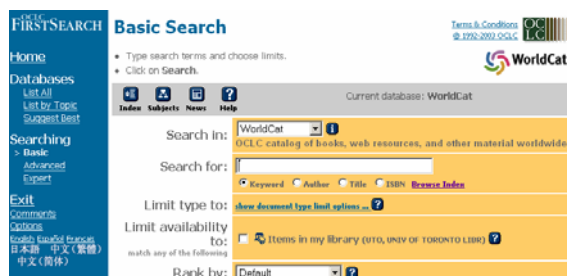 OCLC
FIRSTSEARCH
Home
Databases
List All
List by Topic
Suggest Best
Searching
> Basic
Advanced
Expert
Exit
Comments
Options
English Español Français
日本語 中文(繁體)
中文(简体)
Basic Search
Terms & Conditions
© 1992-2002 OCLC
OCLC
WorldCat
• Type search terms and choose limits.
• Click on Search.
Index Subjects News Help
Current database: WorldCat
Search in: WorldCat
OCLC catalog of books, web resources, and other material worldwide
Search for:
Keyword Author Title ISBN Browse Index
Limit type to: show document type limit options ...
Limit availability to:
match any of the following
Items in my library (UTO, UNIV OF TORONTO LIBR)
Rank by: Default